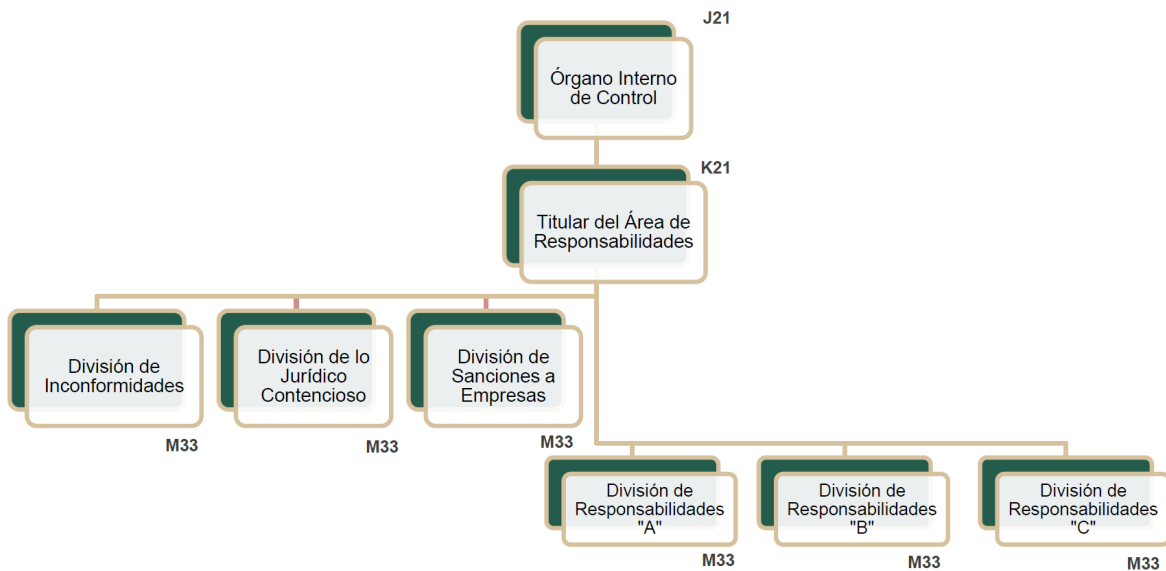 J21
Órgano Interno
de Control
K21
Titular del Área de
Responsabilidades
División de
Inconformidades
M33
División de lo
Jurídico
Contencioso
M33
División de
Sanciones a
Empresas
M33
División de
Responsabilidades
"A"
M33
División de
Responsabilidades
"B"
M33
División de
Responsabilidades
"C"
M33